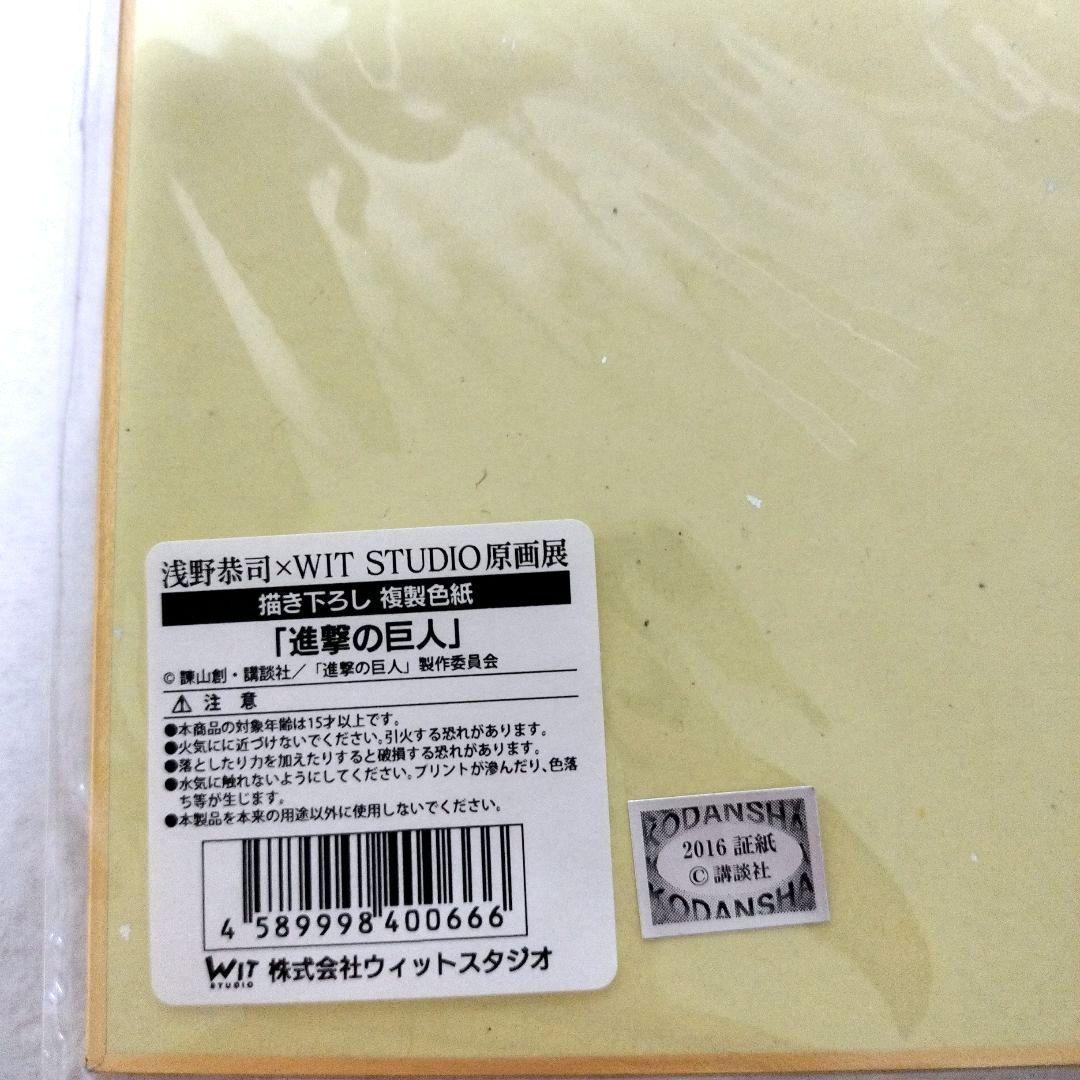 浅野恭司×WIT STUDIO原画展
描き下ろし 複製色紙
「進撃の巨人」
© 諫山創・講談社／「進撃の巨人」製作委員会
⚠ 注 意
●本商品の対象年齢は15才以上です。
●火気にに近づけないでください。引火する恐れがあります。
●落としたり力を加えたりすると破損する恐れがあります。
●水気に触れないようにしてください。プリントが滲んだり、色落
ち等が生じます。
●本製品を本来の用途以外に使用しないでください。
4 589998 400666
WIT STUDIO 株式会社ウィットスタジオ
KODANSHA
2016 証紙
© 講談社
KODANSHA